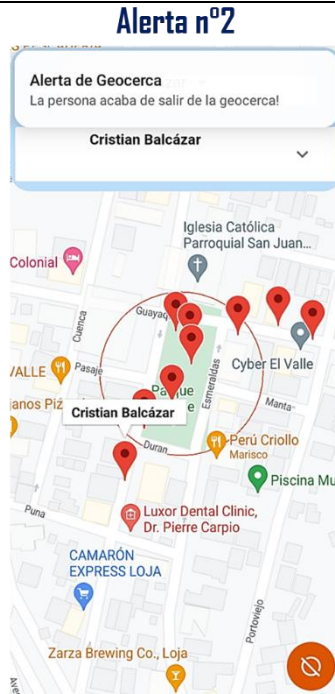 Alerta nº2
Alerta de Geocerca
La persona acaba de salir de la geocerca!
Cristian Balcázar
Iglesia Católica
Parroquial San Juan...
Colonial
Guayaq
Cuenca
Cyber El Valle
VALLE
Pasaje
Esmeraldas
Manta
anos Piz
Cristian Balcázar
Duran
Perú Criollo
Marisco
Piscina Mu
Puna
Luxor Dental Clinic,
Dr. Pierre Carpio
CAMARÓN
EXPRESS LOJA
Portoviejo
Zarza Brewing Co., Loja